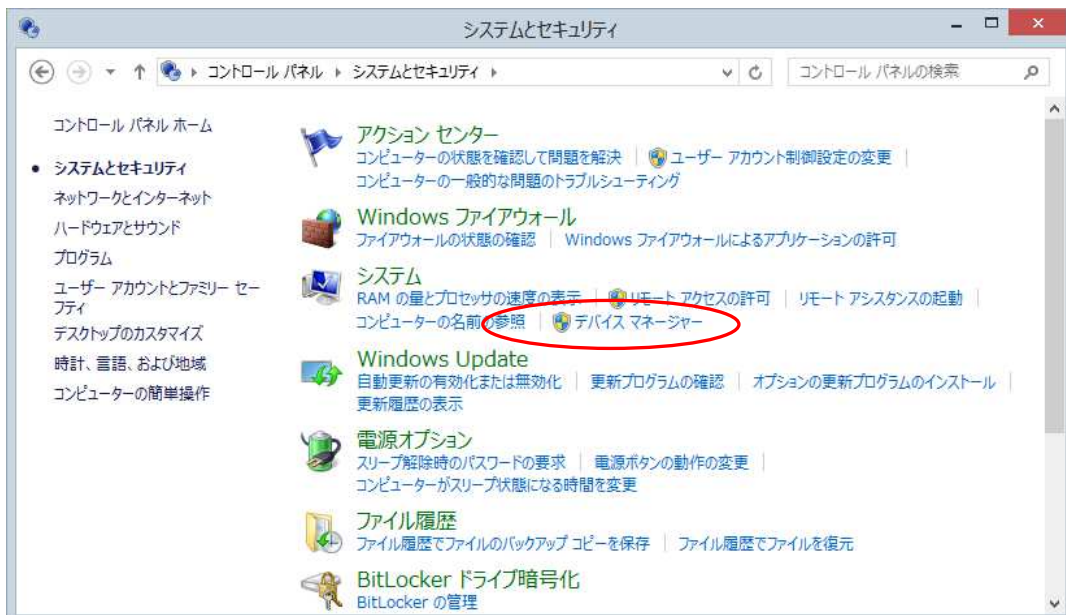 システムとセキュリティ
コントロール パネル システムとセキュリティ
コントロール パネルの検索
コントロール パネル ホーム
システムとセキュリティ
ネットワークとインターネット
ハードウェアとサウンド
プログラム
ユーザー アカウントとファミリー セー
フティ
デスクトップのカスタマイズ
時計、言語、および地域
コンピューターの簡単操作
アクション センター
コンピューターの状態を確認して問題を解決 ユーザー アカウント制御設定の変更
コンピューターの一般的な問題のトラブルシューティング
Windows ファイアウォール
ファイアウォールの状態の確認 Windows ファイアウォールによるアプリケーションの許可
システム
RAM の量とプロセッサの速度の表示 リモート アクセスの許可 リモート アシスタンスの起動
コンピューターの名前の参照 デバイス マネージャー
Windows Update
自動更新の有効化または無効化 更新プログラムの確認 オプションの更新プログラムのインストール
更新履歴の表示
電源オプション
スリープ解除時のパスワードの要求 電源ボタンの動作の変更
コンピューターがスリープ状態になる時間を変更
ファイル履歴
ファイル履歴でファイルのバックアップ コピーを保存 ファイル履歴でファイルを復元
BitLocker ドライブ暗号化
BitLocker の管理